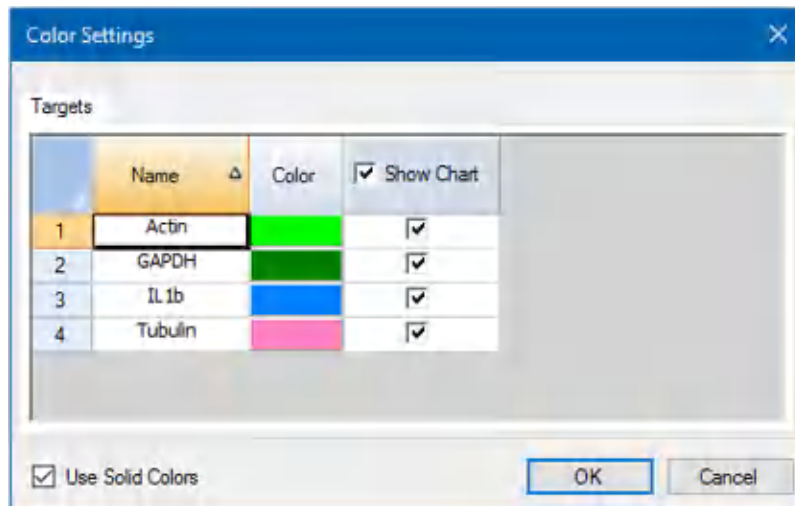 Color Settings
Targets
Name Color Show Chart
1 Actin
2 GAPDH
3 IL1b
4 Tubulin
Use Solid Colors OK Cancel